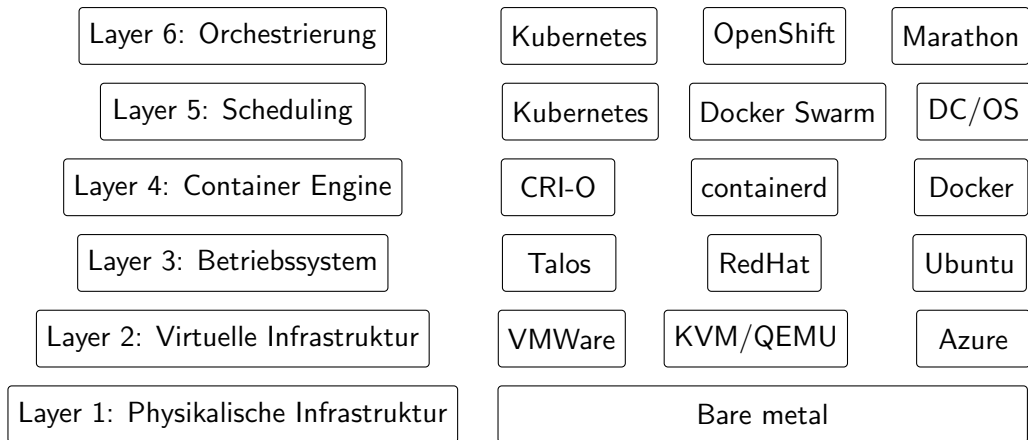 Layer 6: Orchestrierung Kubernetes OpenShift Marathon
Layer 5: Scheduling Kubernetes Docker Swarm DC/OS
Layer 4: Container Engine CRI-O containerd Docker
Layer 3: Betriebssystem Talos RedHat Ubuntu
Layer 2: Virtuelle Infrastruktur VMWare KVM/QEMU Azure
Layer 1: Physikalische Infrastruktur Bare metal